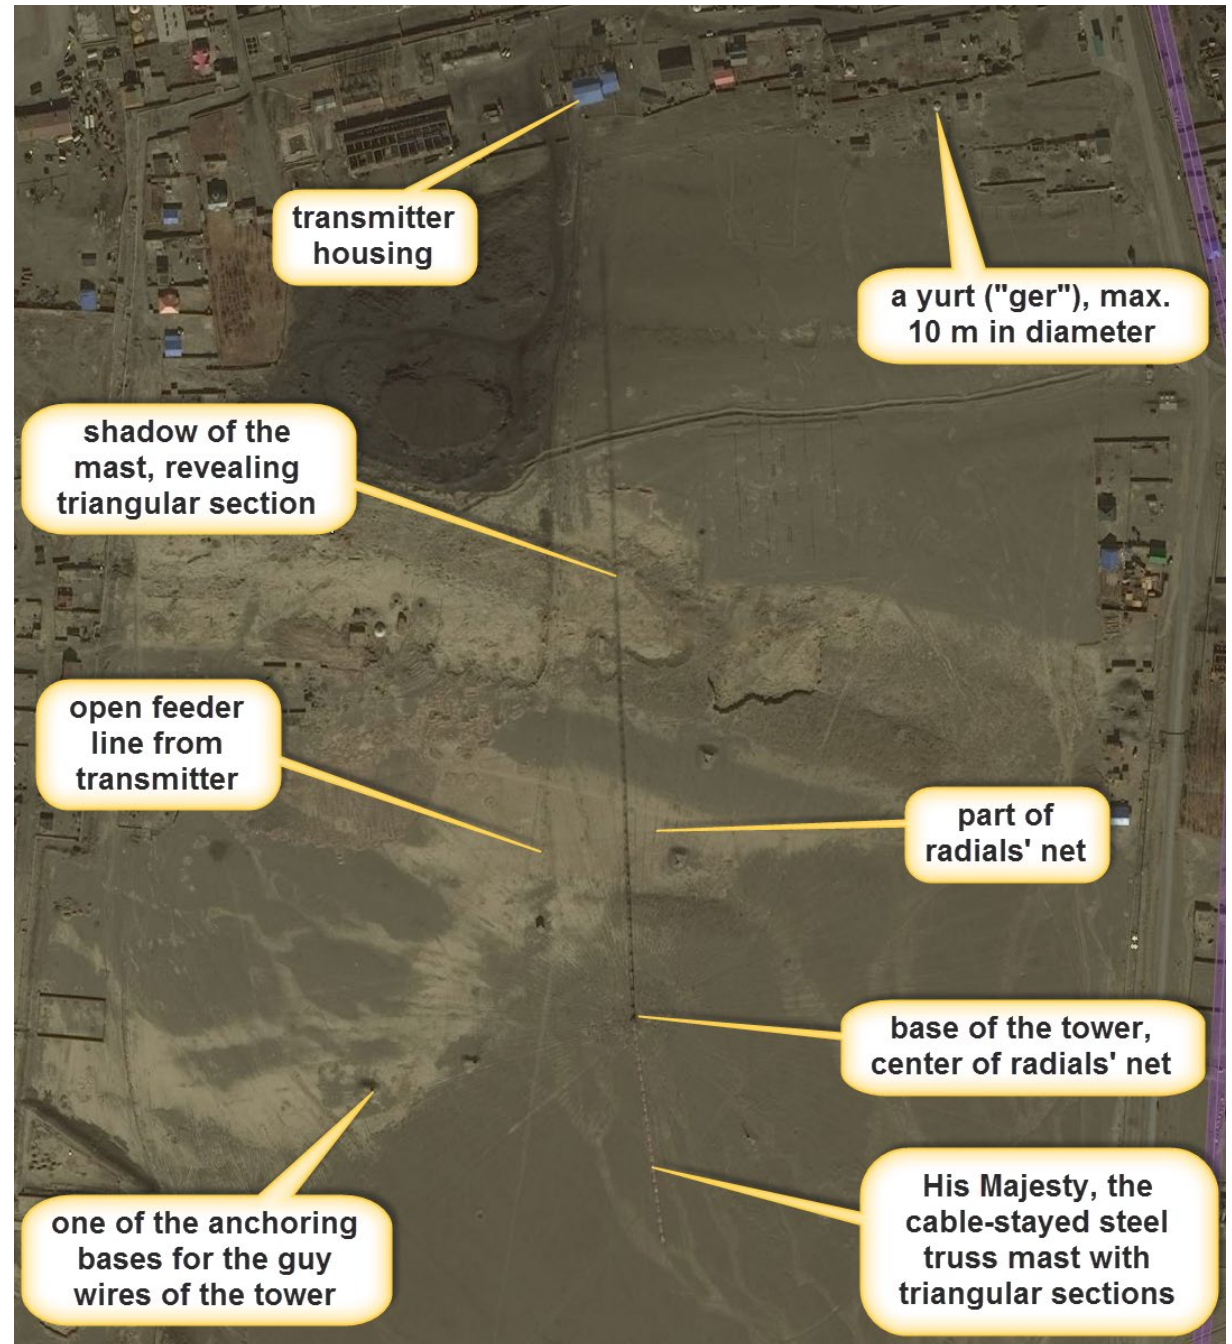 transmitter
housing
a yurt ("ger"), max.
10 m in diameter
shadow of the
mast, revealing
triangular section
open feeder
line from
transmitter
part of
radials' net
base of the tower,
center of radials' net
one of the anchoring
bases for the guy
wires of the tower
His Majesty, the
cable-stayed steel
truss mast with
triangular sections